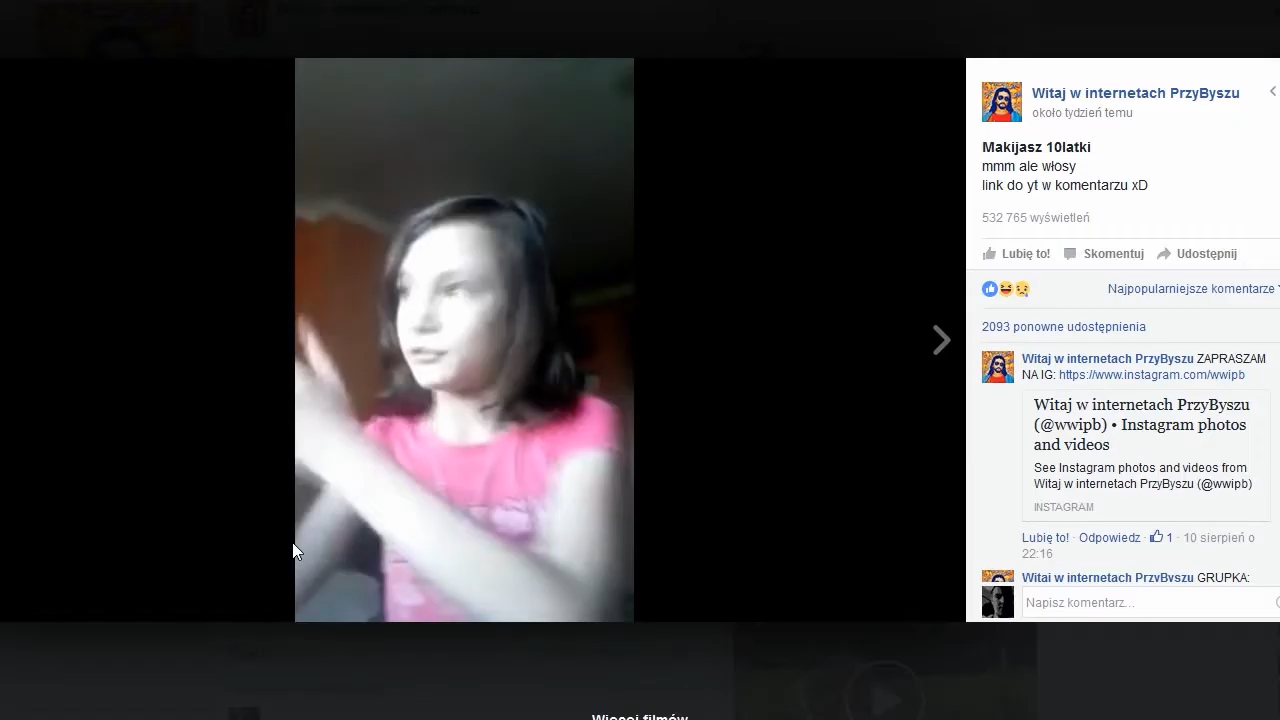 Witaj w internetach PrzyByszu
około tydzień temu
Makijasz 10latki
mmm ale włosy
link do yt w komentarzu xD
532 765 wyświetleń
Lubię to! Skomentuj Udostępnij
Najpopularniejsze komentarze
2093 ponowne udostępnienia
Witaj w internetach PrzyByszu ZAPRASZAM
NA IG: https://www.instagram.com/wwipb
Witaj w internetach PrzyByszu
(@wwipb) • Instagram photos
and videos
See Instagram photos and videos from
Witaj w internetach PrzyByszu (@wwipb)
INSTAGRAM
Lubię to! · Odpowiedz · 1 · 10 sierpień o
22:16
Witaj w internetach PrzyByszu GRUPKA:
Napisz komentarz...
Więcej filmów